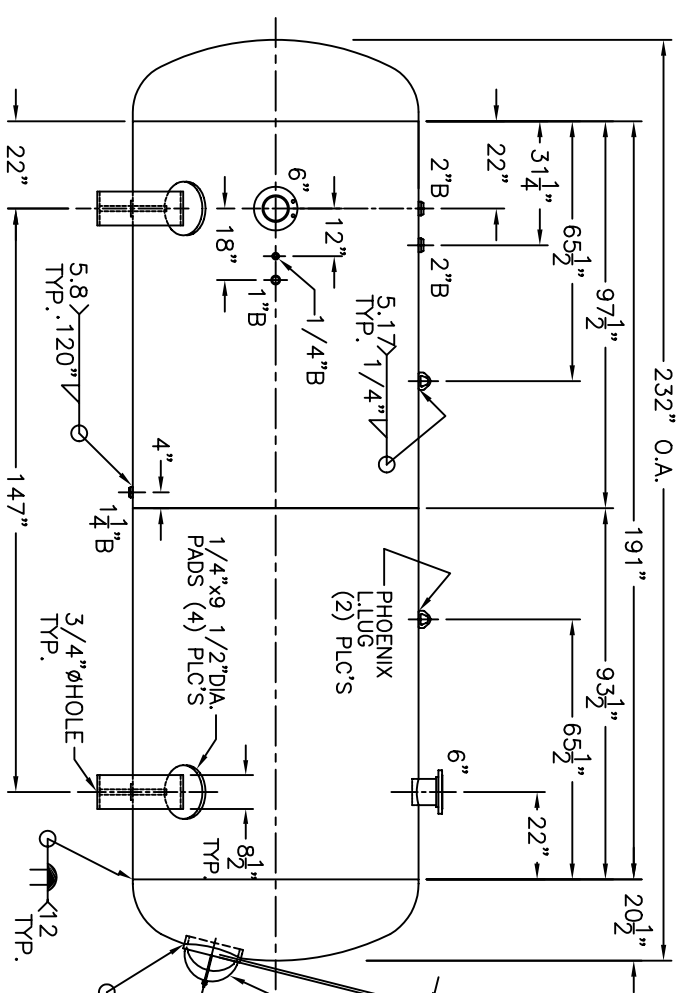 232" O.A.
191"
20 1/2"
97 1/2"
93 1/2"
65 1/2"
65 1/2"
31 1/4"
22"
22"
2"B
2"B
6"
6"
12"
18"
1/4"B
1"B
5.17
TYP.
1/4"
PHOENIX
L.LUG
(2) PLC'S
1/4"x9 1/2"DIA.
PADS (4) PLC'S
8 1/2"
TYP.
4"
1 1/4"B
5.8
TYP.
.120"
22"
147"
3/4"øHOLE
TYP.
12
TYP.